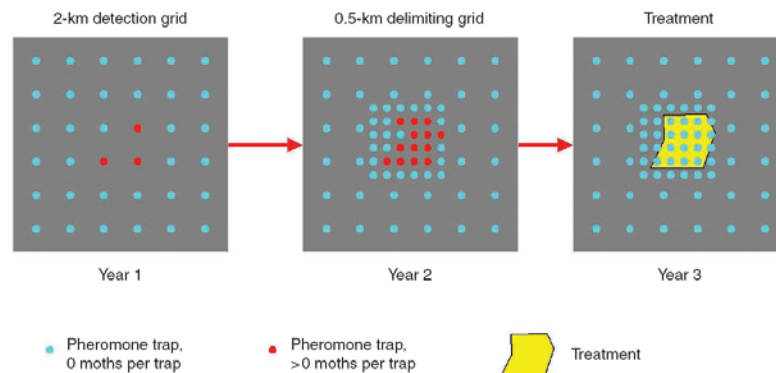 2-km detection grid
0.5-km delimiting grid
Treatment
Year 1
Year 2
Year 3
Pheromone trap,
0 moths per trap
Pheromone trap,
>0 moths per trap
Treatment